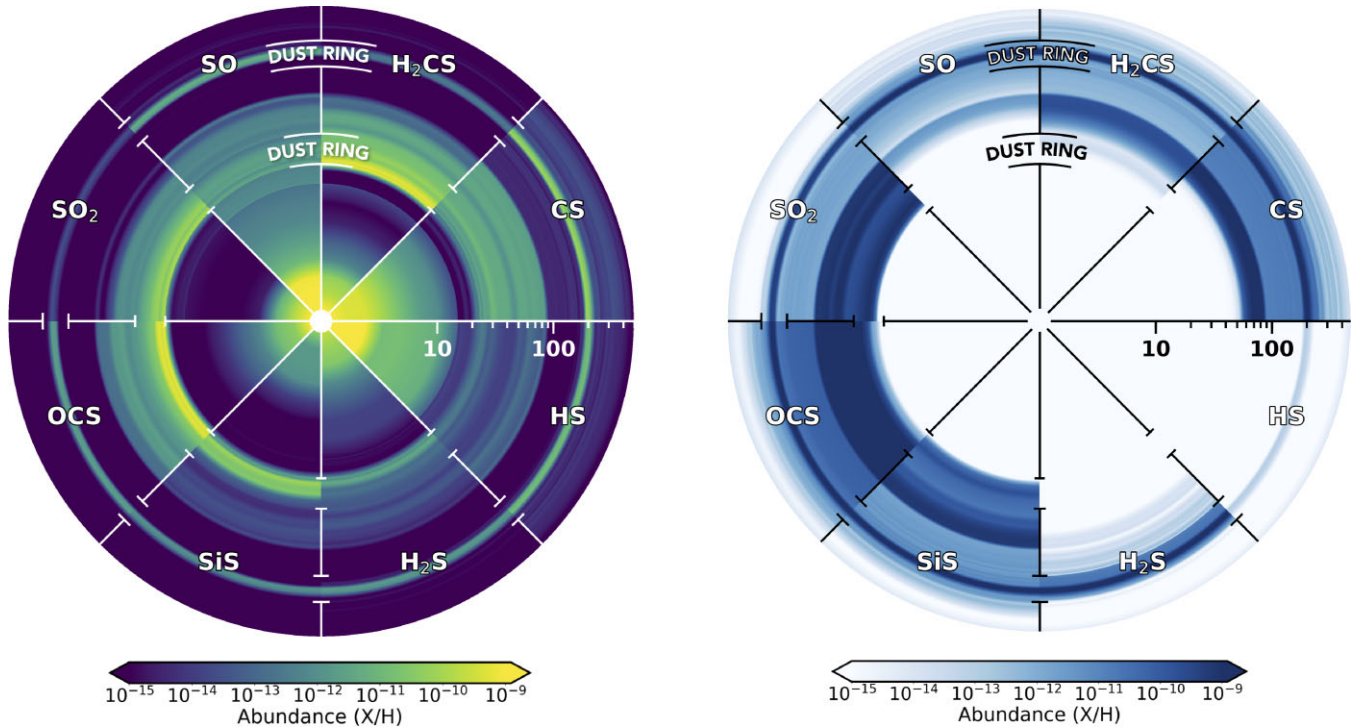 DUST RING
SO
H₂CS
DUST RING
SO₂
CS
10 100
OCS
HS
SiS
H₂S
10⁻¹⁵ 10⁻¹⁴ 10⁻¹³ 10⁻¹² 10⁻¹¹ 10⁻¹⁰ 10⁻⁹
Abundance (X/H)
DUST RING
SO
H₂CS
DUST RING
SO₂
CS
10 100
OCS
HS
SiS
H₂S
10⁻¹⁵ 10⁻¹⁴ 10⁻¹³ 10⁻¹² 10⁻¹¹ 10⁻¹⁰ 10⁻⁹
Abundance (X/H)